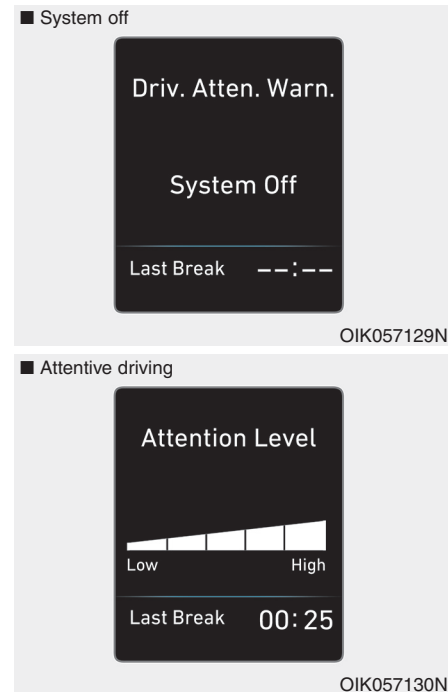 ■ System off
Driv. Atten. Warn.
System Off
Last Break --:--
OIK057129N
■ Attentive driving
Attention Level
Low High
Last Break 00:25
OIK057130N